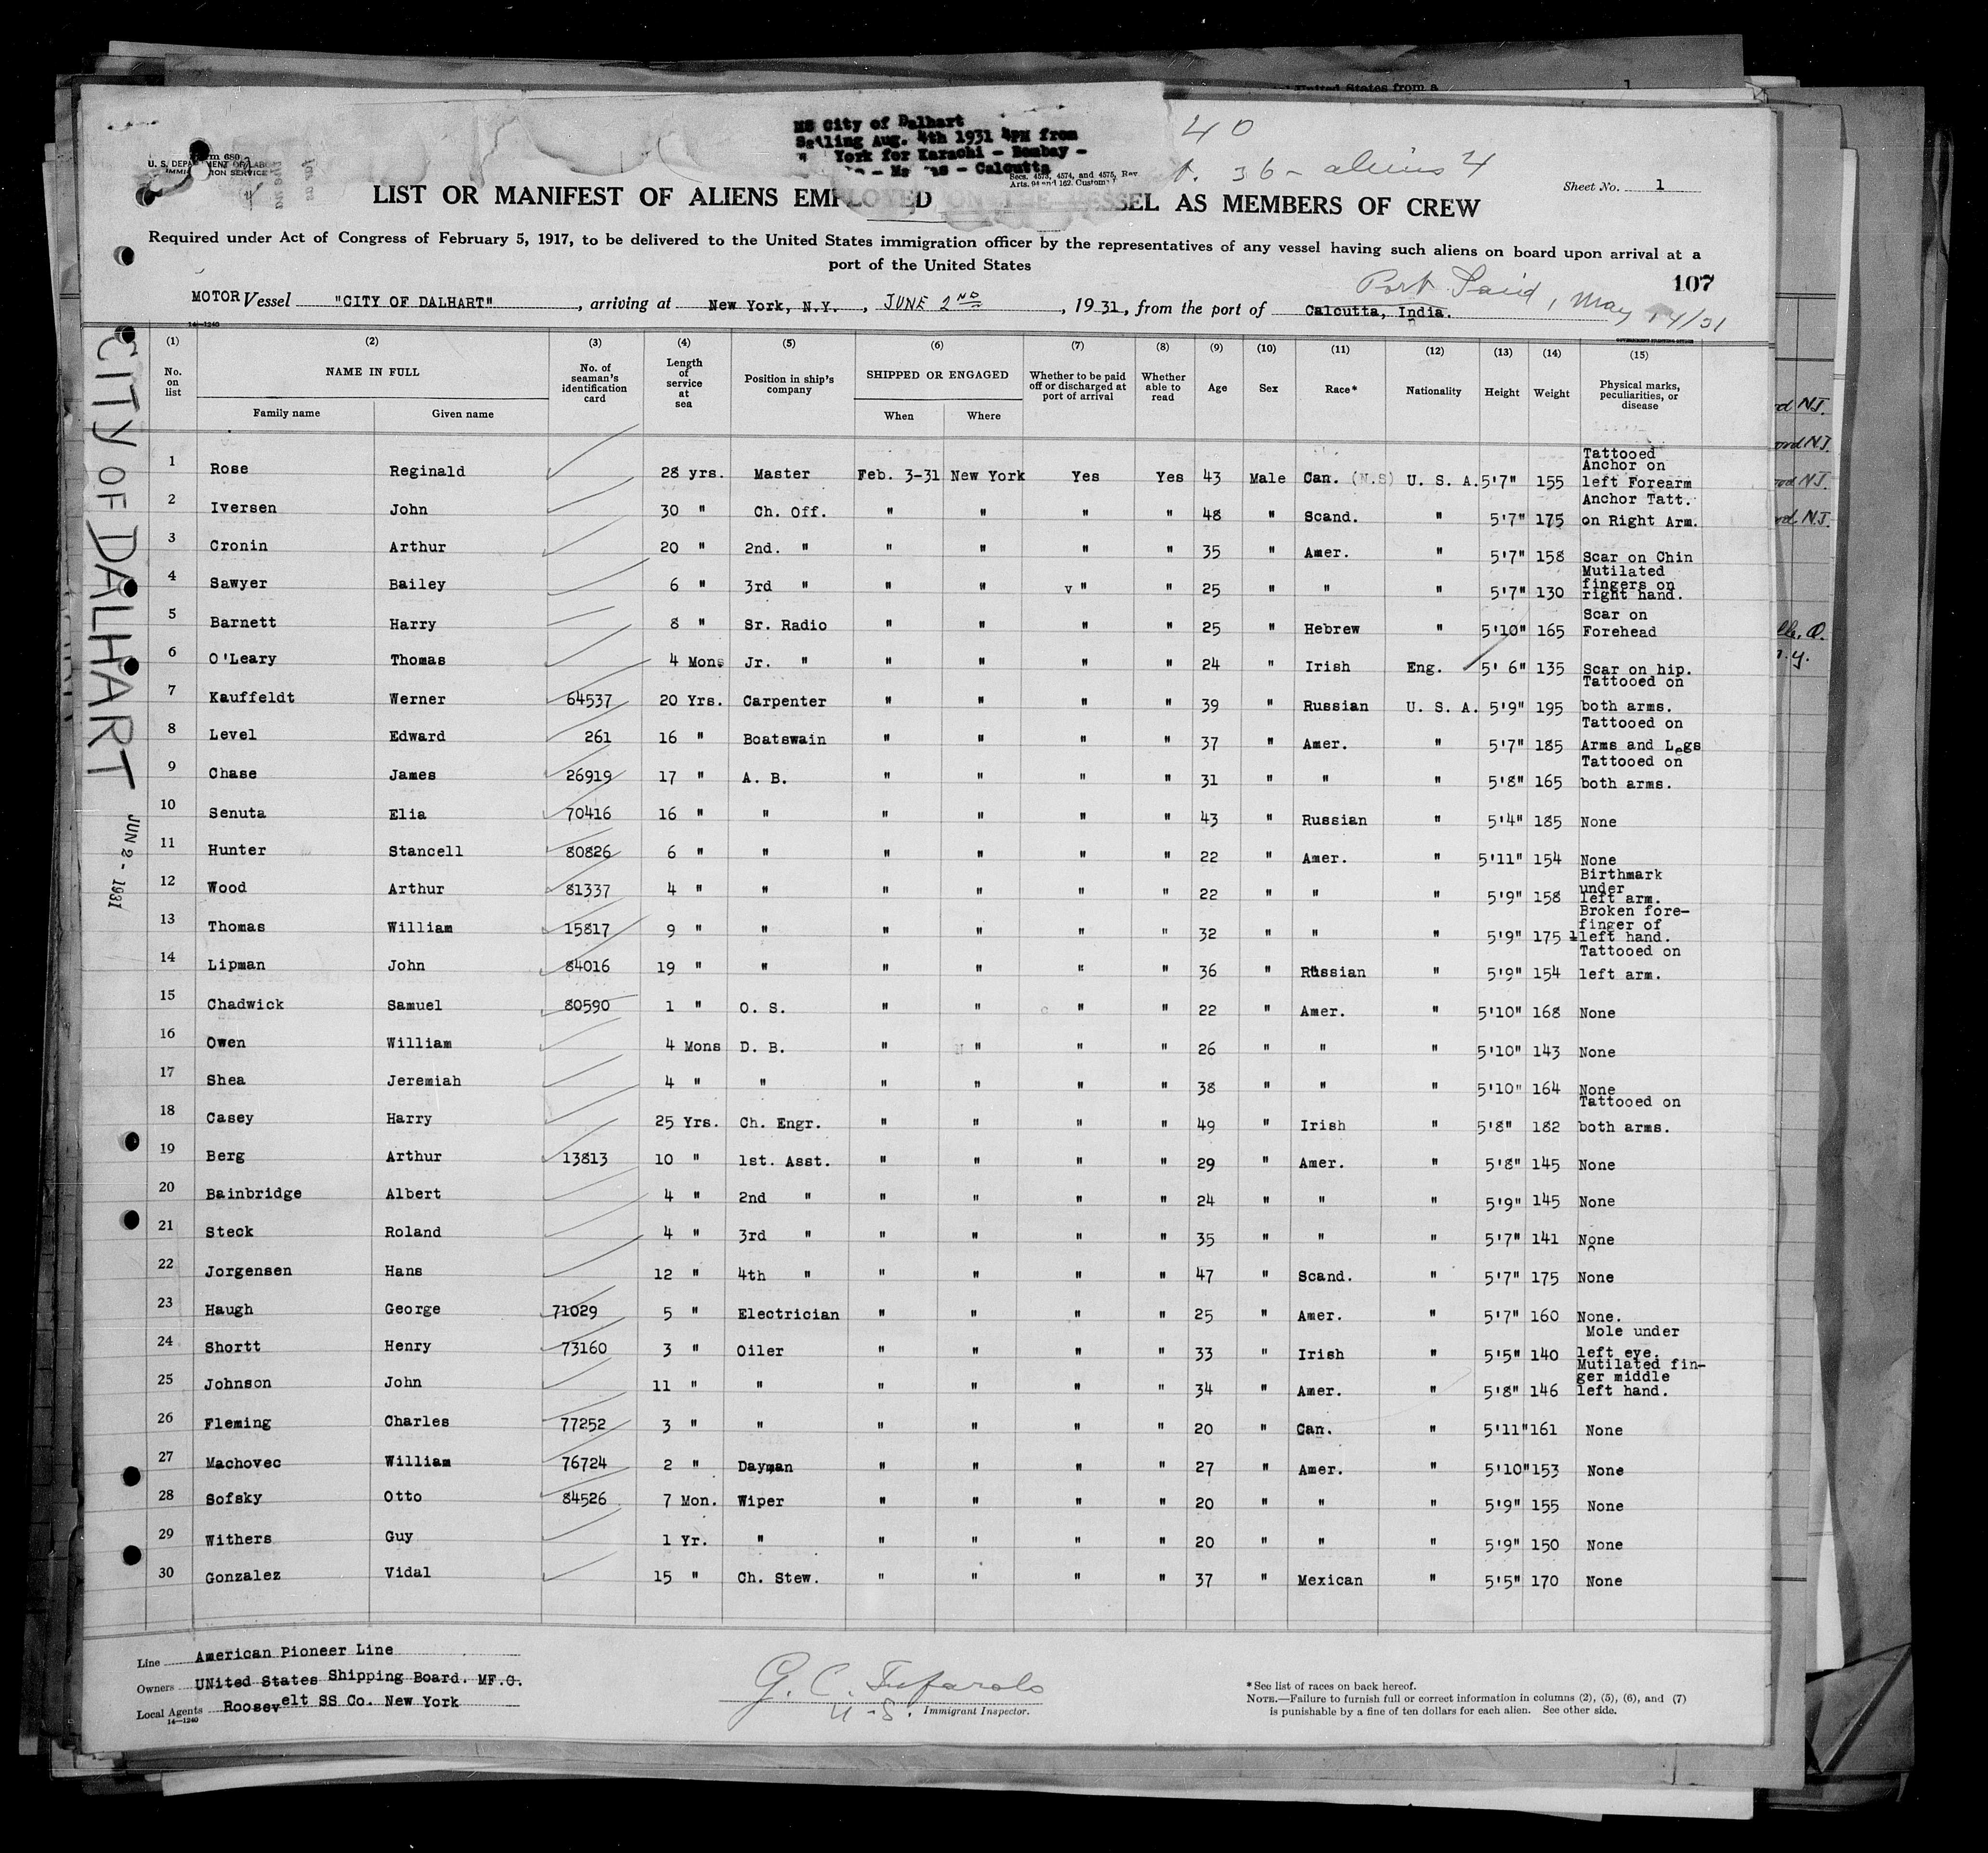 MS City of Dalhart
Sailing Aug. 4th 1931 4PM from
York for Karachi - Bombay -
- Calcutta
40
36 - aliens 4
U. S. DEPARTMENT OF LABOR
IMMIGRATION SERVICE
Secs. 4573, 4574, and 4575, Rev
Sheet No. 1
LIST OR MANIFEST OF ALIENS EMPLOYED ON THE VESSEL AS MEMBERS OF CREW
Required under Act of Congress of February 5, 1917, to be delivered to the United States immigration officer by the representatives of any vessel having such aliens on board upon arrival at a
port of the United States
107
Port Said, May 14/31
MOTOR Vessel "CITY OF DALHART", arriving at New York, N.Y., JUNE 2ND, 1931, from the port of Calcutta, India.
14-1240
CITY OF DALHART
JUN 2 - 1931
(1) (2) (3) (4) (5) (6) (7) (8) (9) (10) (11) (12) (13) (14) (15)
No. on list | NAME IN FULL | No. of seaman's identification card | Length of service at sea | Position in ship's company | SHIPPED OR ENGAGED | Whether to be paid off or discharged at port of arrival | Whether able to read | Age | Sex | Race* | Nationality | Height | Weight | Physical marks, peculiarities, or disease
Family name | Given name | When | Where
1 Rose Reginald 28 yrs. Master Feb. 3-31 New York Yes Yes 43 Male Can. (N.S) U. S. A. 5'7" 155 Tattooed Anchor on left Forearm
2 Iversen John 30 " Ch. Off. " " " " 48 " Scand. " 5'7" 175 Anchor Tatt. on Right Arm.
3 Cronin Arthur 20 " 2nd. " " " " " 35 " Amer. " 5'7" 158 Scar on Chin
4 Sawyer Bailey 6 " 3rd " " " v " " 25 " " " 5'7" 130 Mutilated fingers on right hand.
5 Barnett Harry 8 " Sr. Radio " " " " 25 " Hebrew " 5'10" 165 Scar on Forehead
6 O'Leary Thomas 4 Mons Jr. " " " " " 24 " Irish Eng. 5' 6" 135 Scar on hip.
7 Kauffeldt Werner 64537 20 Yrs. Carpenter " " " " 39 " Russian U. S. A. 5'9" 195 Tattooed on both arms.
8 Level Edward 261 16 " Boatswain " " " " 37 " Amer. " 5'7" 185 Tattooed on Arms and Legs
9 Chase James 26919 17 " A. B. " " " " 31 " " " 5'8" 165 Tattooed on both arms.
10 Senuta Elia 70416 16 " " " " " " 43 " Russian " 5'4" 185 None
11 Hunter Stancell 80826 6 " " " " " " 22 " Amer. " 5'11" 154 None
12 Wood Arthur 81337 4 " " " " " " 22 " " " 5'9" 158 Birthmark under left arm.
13 Thomas William 15817 9 " " " " " " 32 " " " 5'9" 175 Broken fore-finger of left hand.
14 Lipman John 84016 19 " " " " " " 36 " Russian " 5'9" 154 Tattooed on left arm.
15 Chadwick Samuel 80590 1 " O. S. " " " " 22 " Amer. " 5'10" 168 None
16 Owen William 4 Mons D. B. " " " " 26 " " " 5'10" 143 None
17 Shea Jeremiah 4 " " " " " " 38 " " " 5'10" 164 None
18 Casey Harry 25 Yrs. Ch. Engr. " " " " 49 " Irish " 5'8" 182 Tattooed on both arms.
19 Berg Arthur 13813 10 " 1st. Asst. " " " " 29 " Amer. " 5'8" 145 None
20 Bainbridge Albert 4 " 2nd " " " " " 24 " " " 5'9" 145 None
21 Steck Roland 4 " 3rd " " " " " 35 " " " 5'7" 141 None
22 Jorgensen Hans 12 " 4th " " " " " 47 " Scand. " 5'7" 175 None
23 Haugh George 71029 5 " Electrician " " " " 25 " Amer. " 5'7" 160 None.
24 Shortt Henry 73160 3 " Oiler " " " " 33 " Irish " 5'5" 140 Mole under left eye.
25 Johnson John 11 " " " " " " 34 " Amer. " 5'8" 146 Mutilated fin-ger middle left hand.
26 Fleming Charles 77252 3 " " " " " " 20 " Can. " 5'11" 161 None
27 Machovec William 76724 2 " Dayman " " " " 27 " Amer. " 5'10" 153 None
28 Sofsky Otto 84526 7 Mon. Wiper " " " " 20 " " " 5'9" 155 None
29 Withers Guy 1 Yr. " " " " " 20 " " " 5'9" 150 None
30 Gonzalez Vidal 15 " Ch. Stew. " " " " 37 " Mexican " 5'5" 170 None
Line American Pioneer Line
Owners UNited States Shipping Board. MF.C.
Local Agents Roosevelt SS Co. New York
14-1240
G. C. Tufarolo
U.S. Immigrant Inspector.
*See list of races on back hereof.
NOTE.—Failure to furnish full or correct information in columns (2), (5), (6), and (7)
is punishable by a fine of ten dollars for each alien. See other side.